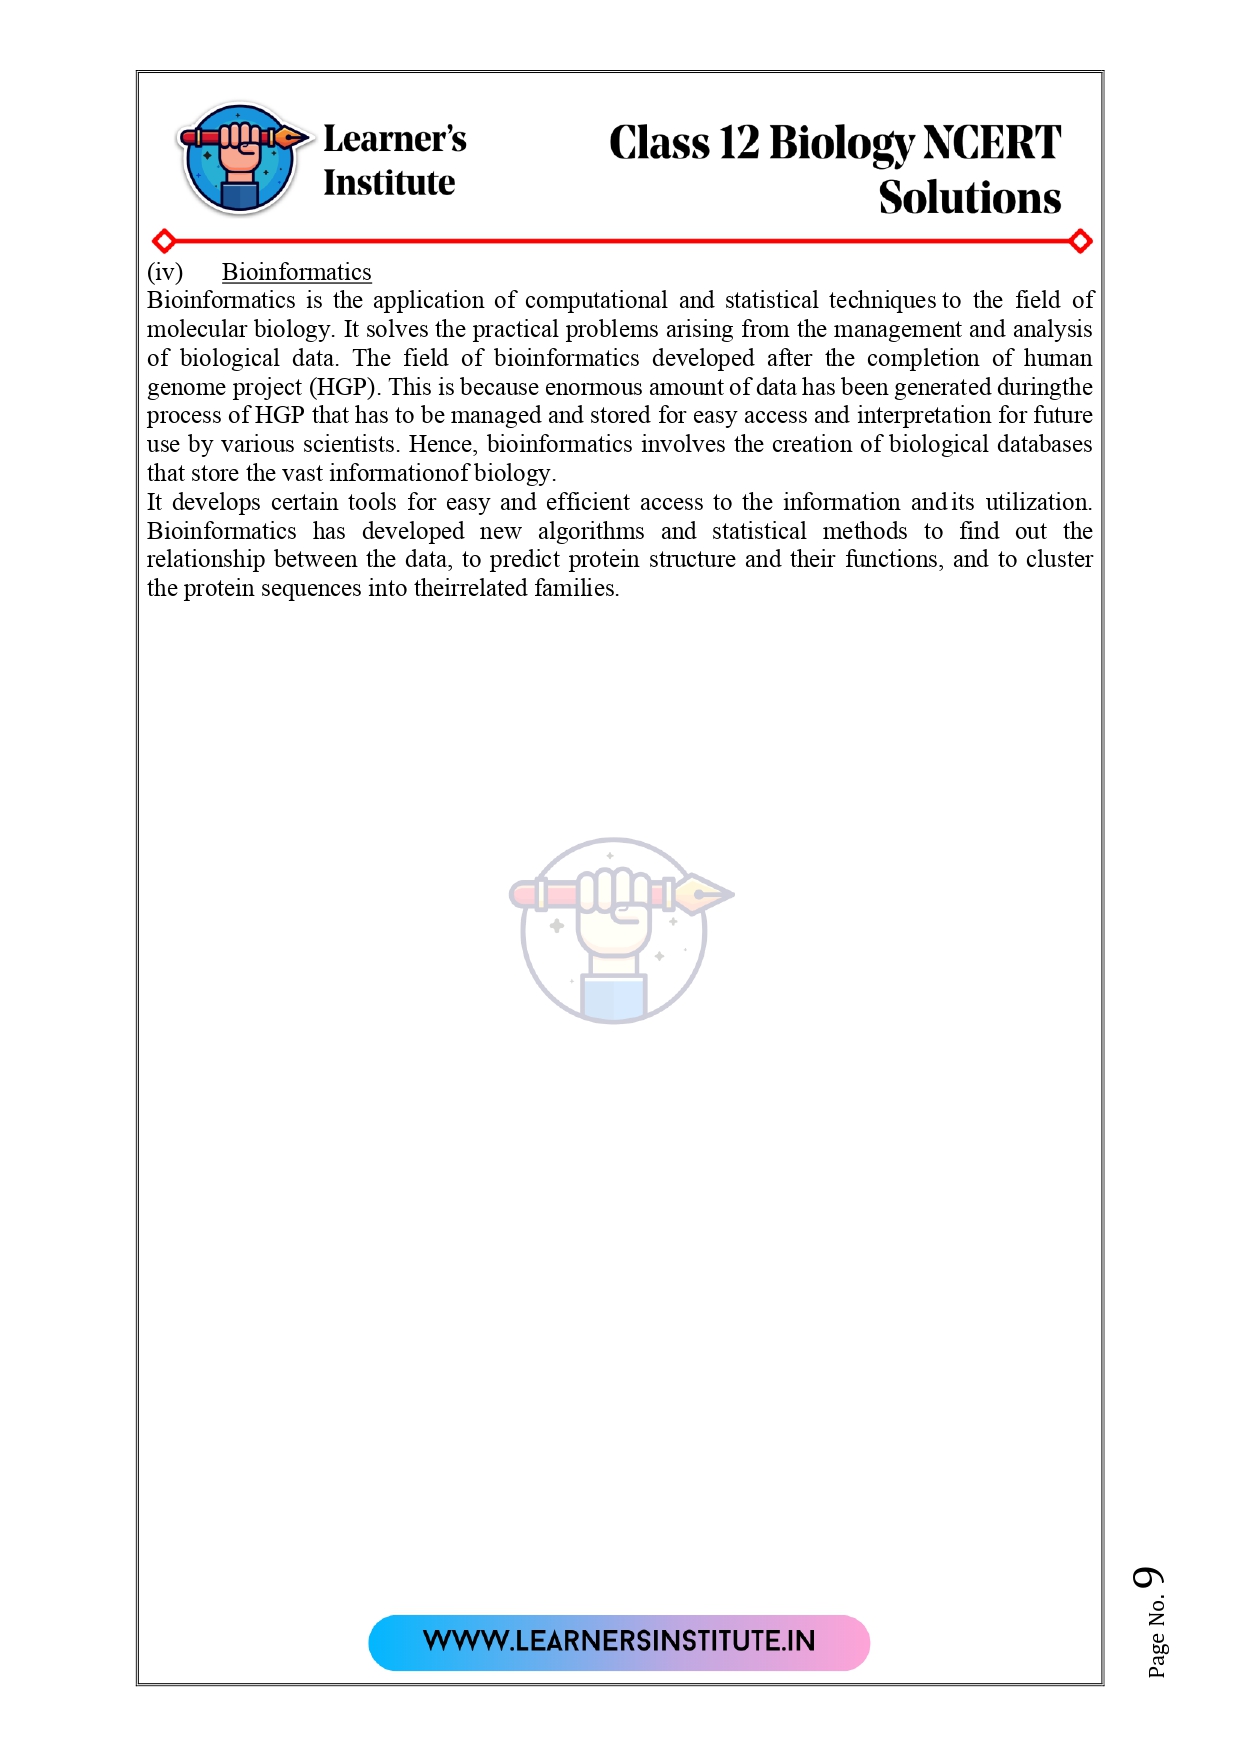 Learner's
Institute
Class 12 Biology NCERT
Solutions
(iv) Bioinformatics
Bioinformatics is the application of computational and statistical techniques to the field of
molecular biology. It solves the practical problems arising from the management and analysis
of biological data. The field of bioinformatics developed after the completion of human
genome project (HGP). This is because enormous amount of data has been generated duringthe
process of HGP that has to be managed and stored for easy access and interpretation for future
use by various scientists. Hence, bioinformatics involves the creation of biological databases
that store the vast informationof biology.
It develops certain tools for easy and efficient access to the information and its utilization.
Bioinformatics has developed new algorithms and statistical methods to find out the
relationship between the data, to predict protein structure and their functions, and to cluster
the protein sequences into theirrelated families.
Page No. 9
WWW.LEARNERSINSTITUTE.IN